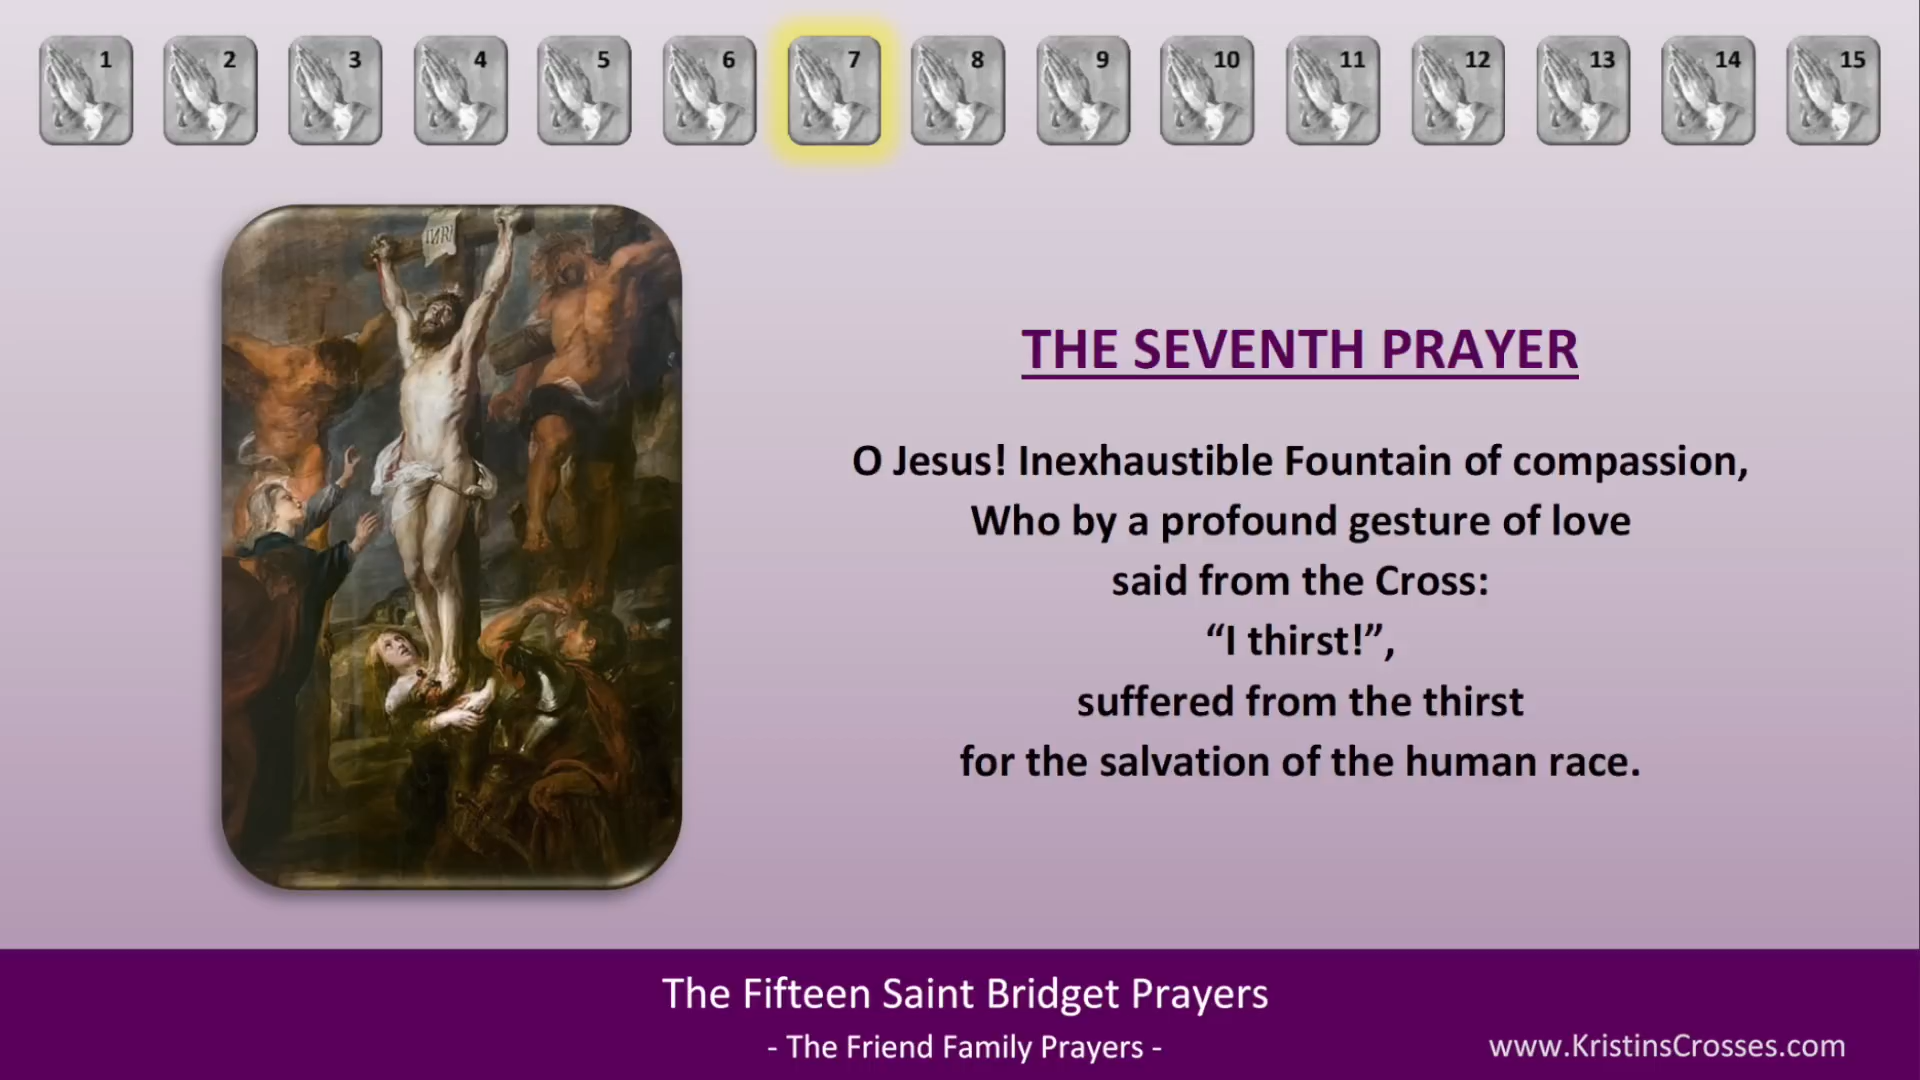 1 2 3 4 5 6 7 8 9 10 11 12 13 14 15
INRI
THE SEVENTH PRAYER
O Jesus! Inexhaustible Fountain of compassion,
Who by a profound gesture of love
said from the Cross:
“I thirst!”,
suffered from the thirst
for the salvation of the human race.
The Fifteen Saint Bridget Prayers
- The Friend Family Prayers -
www.KristinsCrosses.com